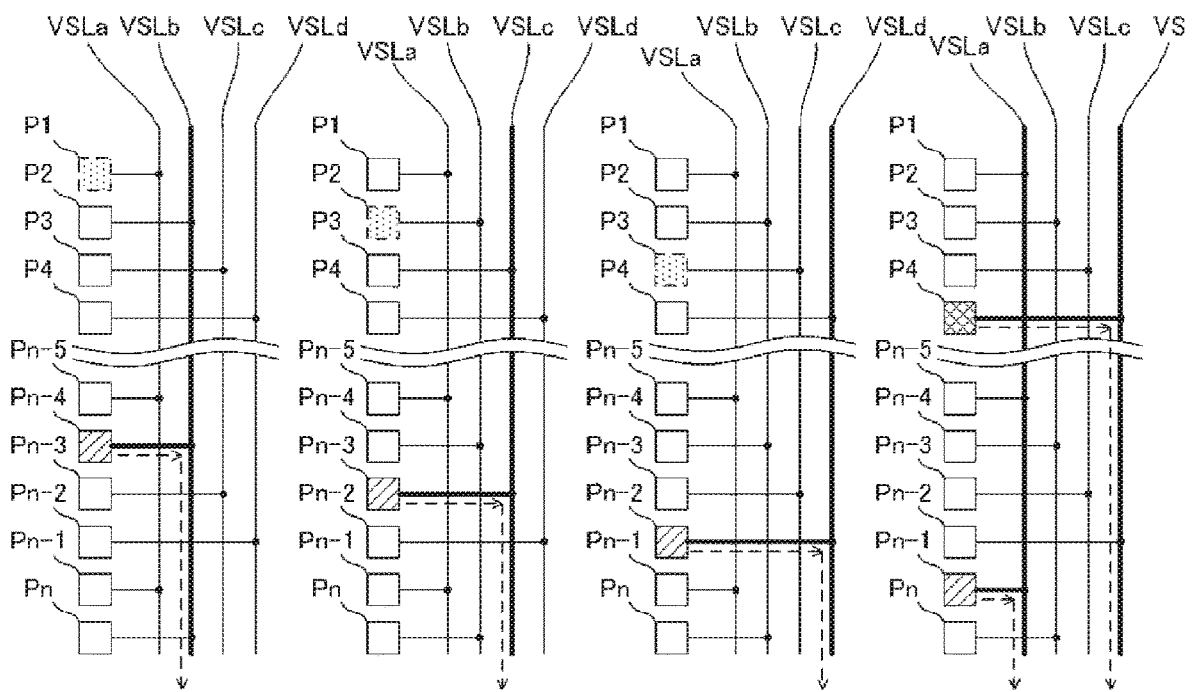 VSLa VSLb VSLc VSLd
P1
P2
P3
P4
Pn-5
Pn-4
Pn-3
Pn-2
Pn-1
Pn
VSLa VSLb VSLc VSLd
P1
P2
P3
P4
Pn-5
Pn-4
Pn-3
Pn-2
Pn-1
Pn
VSLa VSLb VSLc VSLd
P1
P2
P3
P4
Pn-5
Pn-4
Pn-3
Pn-2
Pn-1
Pn
VSLa VSLb VSLc VS
P1
P2
P3
P4
Pn-5
Pn-4
Pn-3
Pn-2
Pn-1
Pn